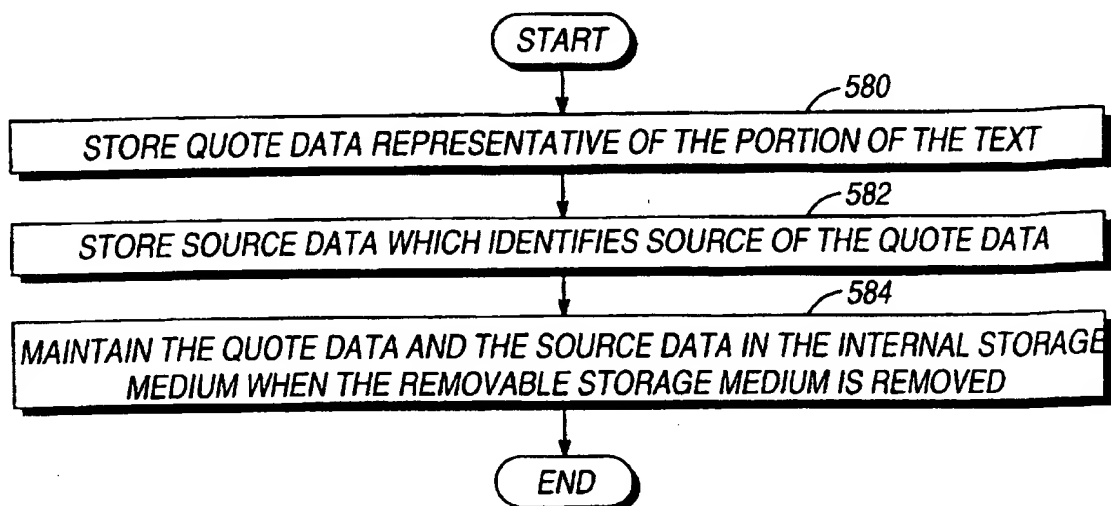 START
580
STORE QUOTE DATA REPRESENTATIVE OF THE PORTION OF THE TEXT
582
STORE SOURCE DATA WHICH IDENTIFIES SOURCE OF THE QUOTE DATA
584
MAINTAIN THE QUOTE DATA AND THE SOURCE DATA IN THE INTERNAL STORAGE
MEDIUM WHEN THE REMOVABLE STORAGE MEDIUM IS REMOVED
END